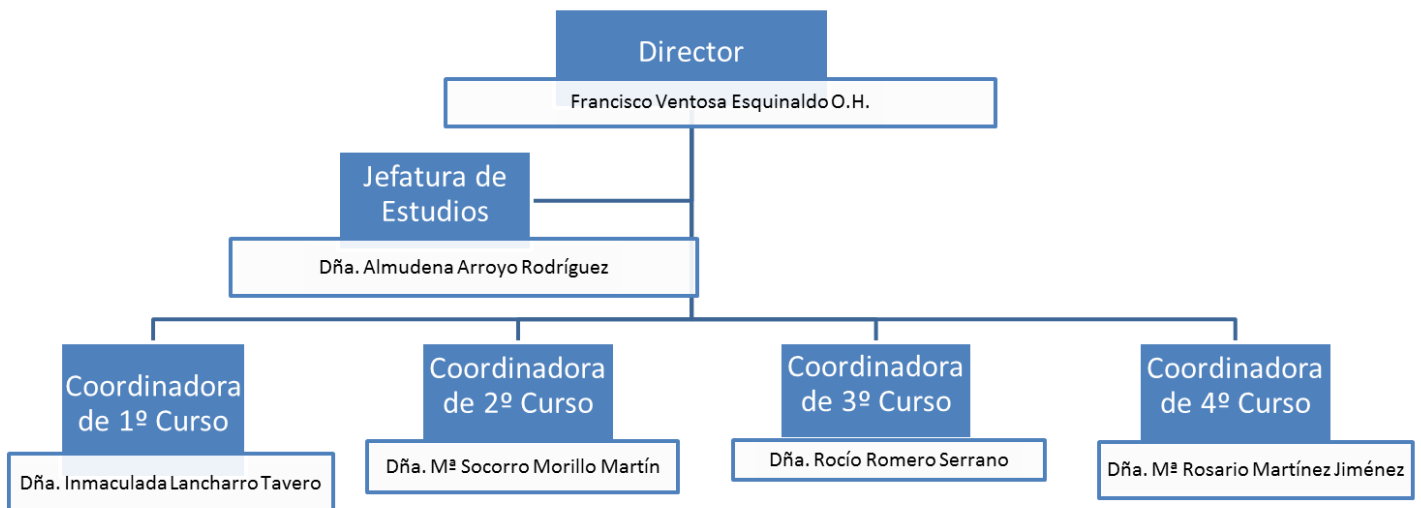 Director
Francisco Ventosa Esquinaldo O.H.
Jefatura de
Estudios
Dña. Almudena Arroyo Rodríguez
Coordinadora
de 1º Curso
Dña. Inmaculada Lancharro Tavero
Coordinadora
de 2º Curso
Dña. Mª Socorro Morillo Martín
Coordinadora
de 3º Curso
Dña. Rocío Romero Serrano
Coordinadora
de 4º Curso
Dña. Mª Rosario Martínez Jiménez